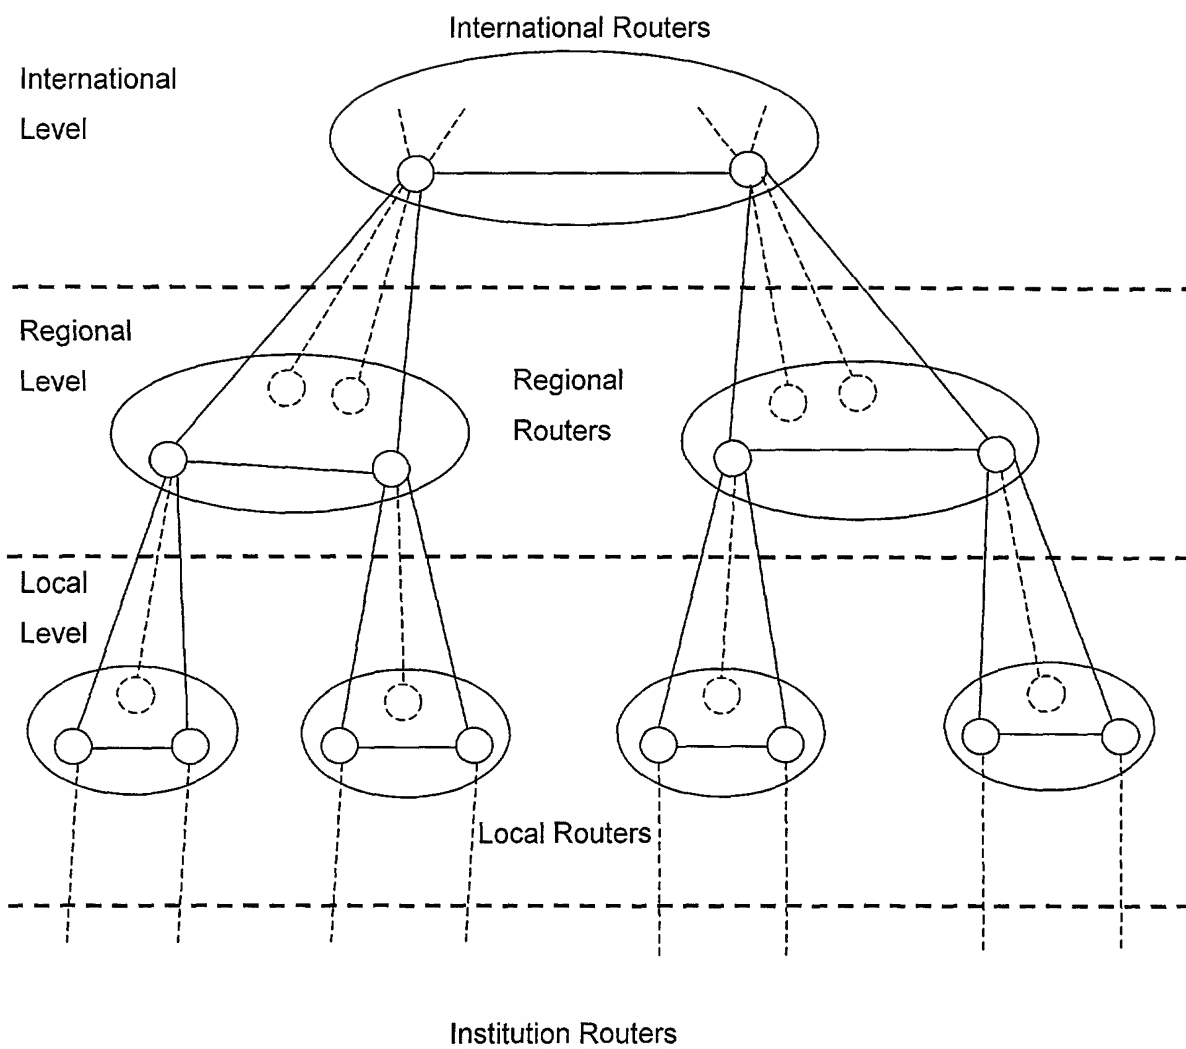 International Routers
International
Level
Regional
Level
Regional
Routers
Local
Level
Local Routers
Institution Routers